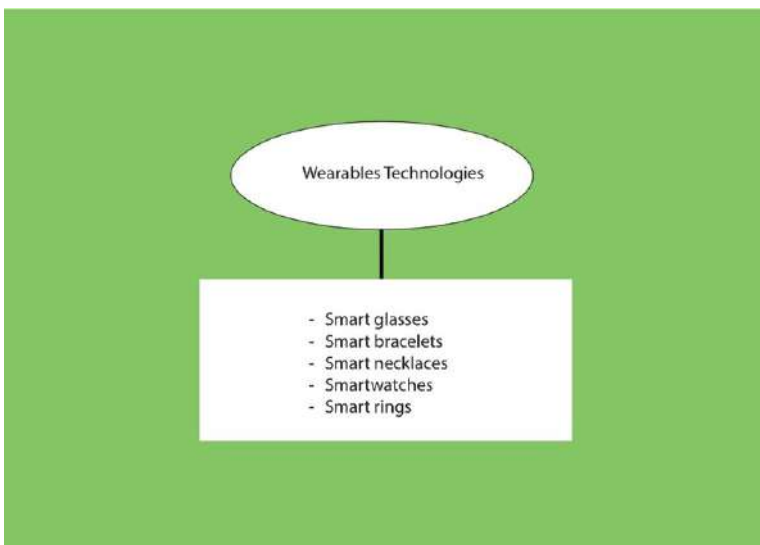 Wearables Technologies
- Smart glasses
- Smart bracelets
- Smart necklaces
- Smartwatches
- Smart rings